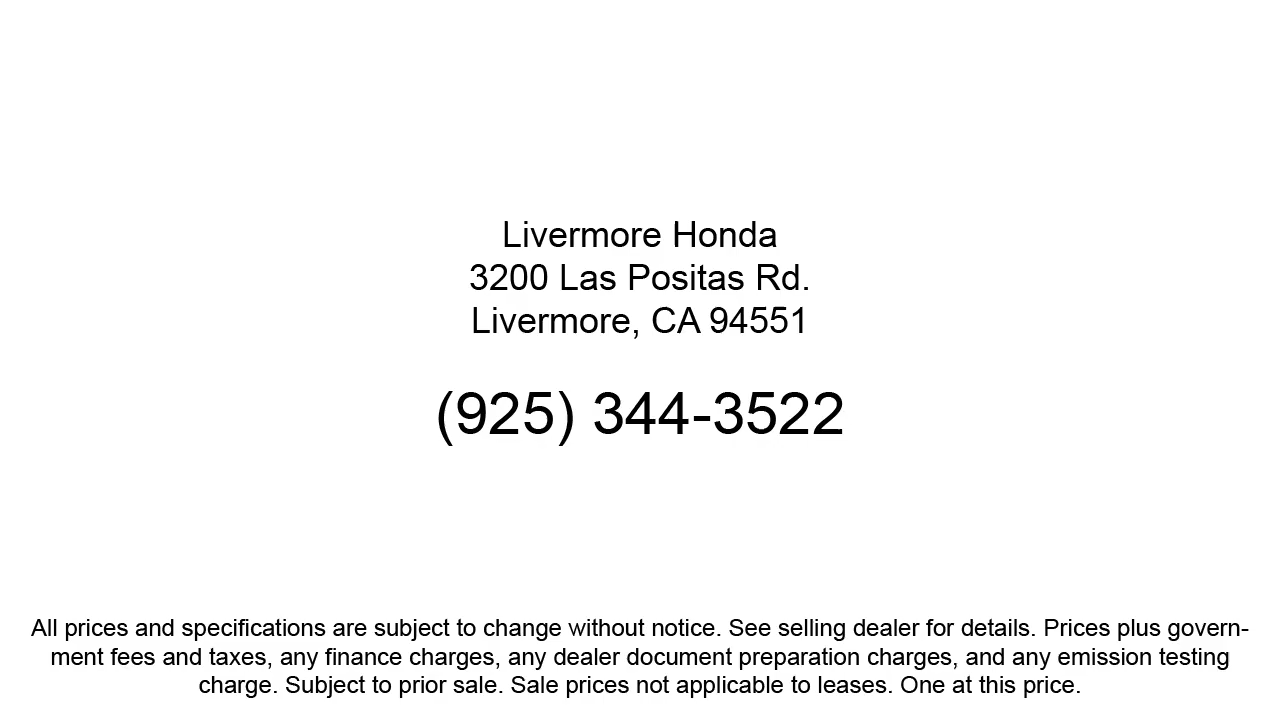 Livermore Honda
3200 Las Positas Rd.
Livermore, CA 94551
(925) 344-3522
All prices and specifications are subject to change without notice. See selling dealer for details. Prices plus govern-
ment fees and taxes, any finance charges, any dealer document preparation charges, and any emission testing
charge. Subject to prior sale. Sale prices not applicable to leases. One at this price.